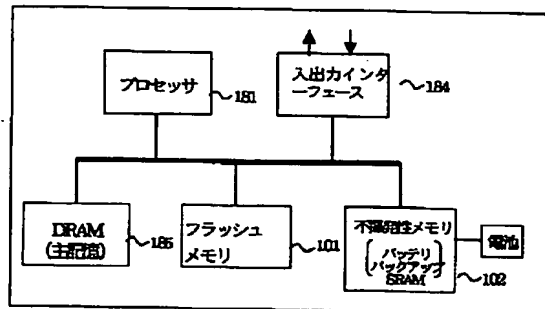 プロセッサ
181
入出力インタ
ーフェース
184
DRAM
(主記憶)
185
フラッシュ
メモリ
101
不揮発性メモリ
バッテリ
バックアップ
SRAM
102
電池